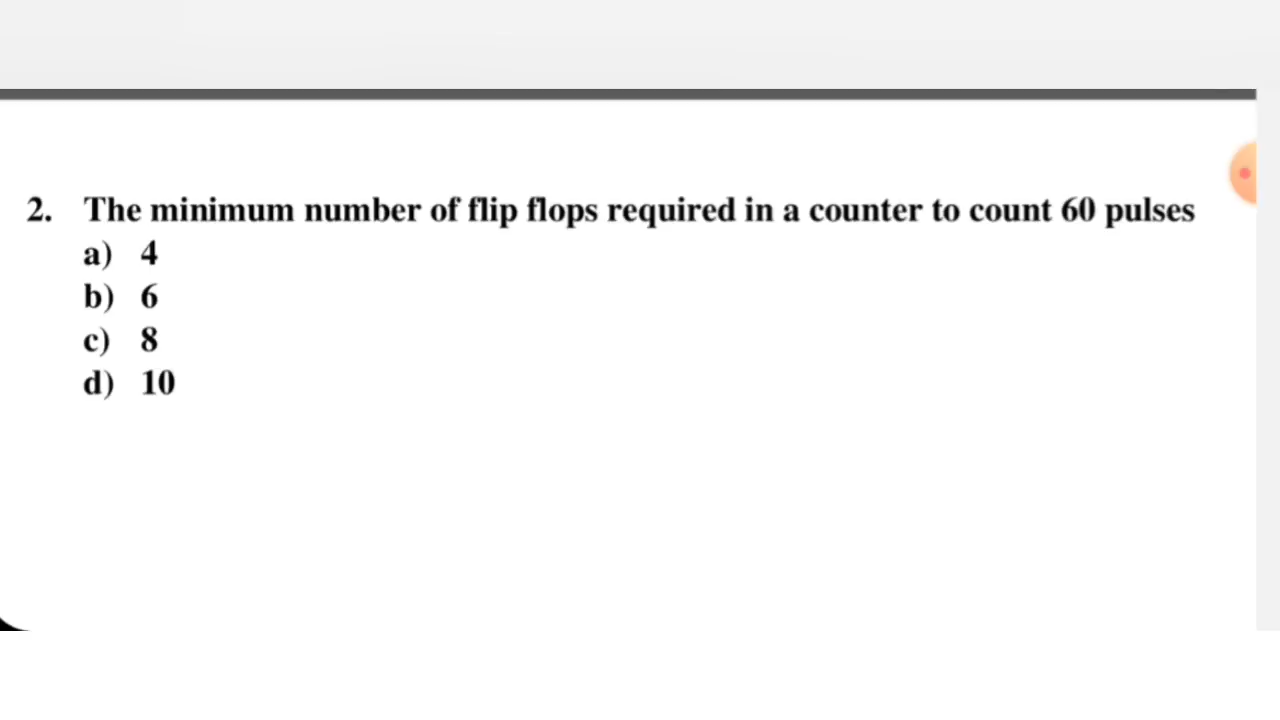 2. The minimum number of flip flops required in a counter to count 60 pulses
a) 4
b) 6
c) 8
d) 10